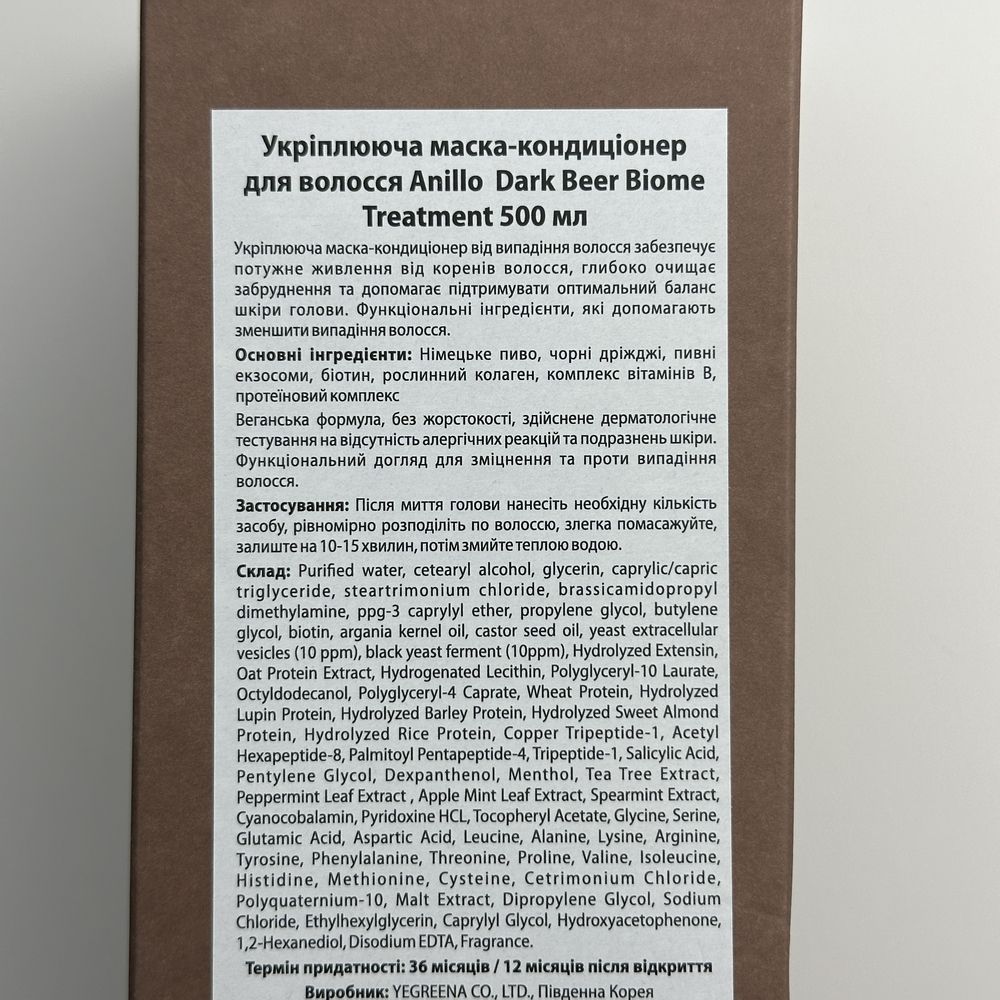 Укріплююча маска-кондиціонер
для волосся Anillo Dark Beer Biome
Treatment 500 мл
Укріплююча маска-кондиціонер від випадіння волосся забезпечує
потужне живлення від коренів волосся, глибоко очищає
забруднення та допомагає підтримувати оптимальний баланс
шкіри голови. Функціональні інгредієнти, які допомагають
зменшити випадіння волосся.
Основні інгредієнти: Німецьке пиво, чорні дріжджі, пивні
екзосоми, біотин, рослинний колаген, комплекс вітамінів В,
протеїновий комплекс
Веганська формула, без жорстокості, здійснене дерматологічне
тестування на відсутність алергічних реакцій та подразнень шкіри.
Функціональний догляд для зміцнення та проти випадіння
волосся.
Застосування: Після миття голови нанесіть необхідну кількість
засобу, рівномірно розподіліть по волоссю, злегка помасажуйте,
залиште на 10-15 хвилин, потім змийте теплою водою.
Склад: Purified water, cetearyl alcohol, glycerin, caprylic/capric
triglyceride, steartrimonium chloride, brassicamidopropyl
dimethylamine, ppg-3 caprylyl ether, propylene glycol, butylene
glycol, biotin, argania kernel oil, castor seed oil, yeast extracellular
vesicles (10 ppm), black yeast ferment (10ppm), Hydrolyzed Extensin,
Oat Protein Extract, Hydrogenated Lecithin, Polyglyceryl-10 Laurate,
Octyldodecanol, Polyglyceryl-4 Caprate, Wheat Protein, Hydrolyzed
Lupin Protein, Hydrolyzed Barley Protein, Hydrolyzed Sweet Almond
Protein, Hydrolyzed Rice Protein, Copper Tripeptide-1, Acetyl
Hexapeptide-8, Palmitoyl Pentapeptide-4, Tripeptide-1, Salicylic Acid,
Pentylene Glycol, Dexpanthenol, Menthol, Tea Tree Extract,
Peppermint Leaf Extract , Apple Mint Leaf Extract, Spearmint Extract,
Cyanocobalamin, Pyridoxine HCL, Tocopheryl Acetate, Glycine, Serine,
Glutamic Acid, Aspartic Acid, Leucine, Alanine, Lysine, Arginine,
Tyrosine, Phenylalanine, Threonine, Proline, Valine, Isoleucine,
Histidine, Methionine, Cysteine, Cetrimonium Chloride,
Polyquaternium-10, Malt Extract, Dipropylene Glycol, Sodium
Chloride, Ethylhexylglycerin, Caprylyl Glycol, Hydroxyacetophenone,
1,2-Hexanediol, Disodium EDTA, Fragrance.
Термін придатності: 36 місяців / 12 місяців після відкриття
Виробник: YEGREENA CO., LTD., Південна Корея